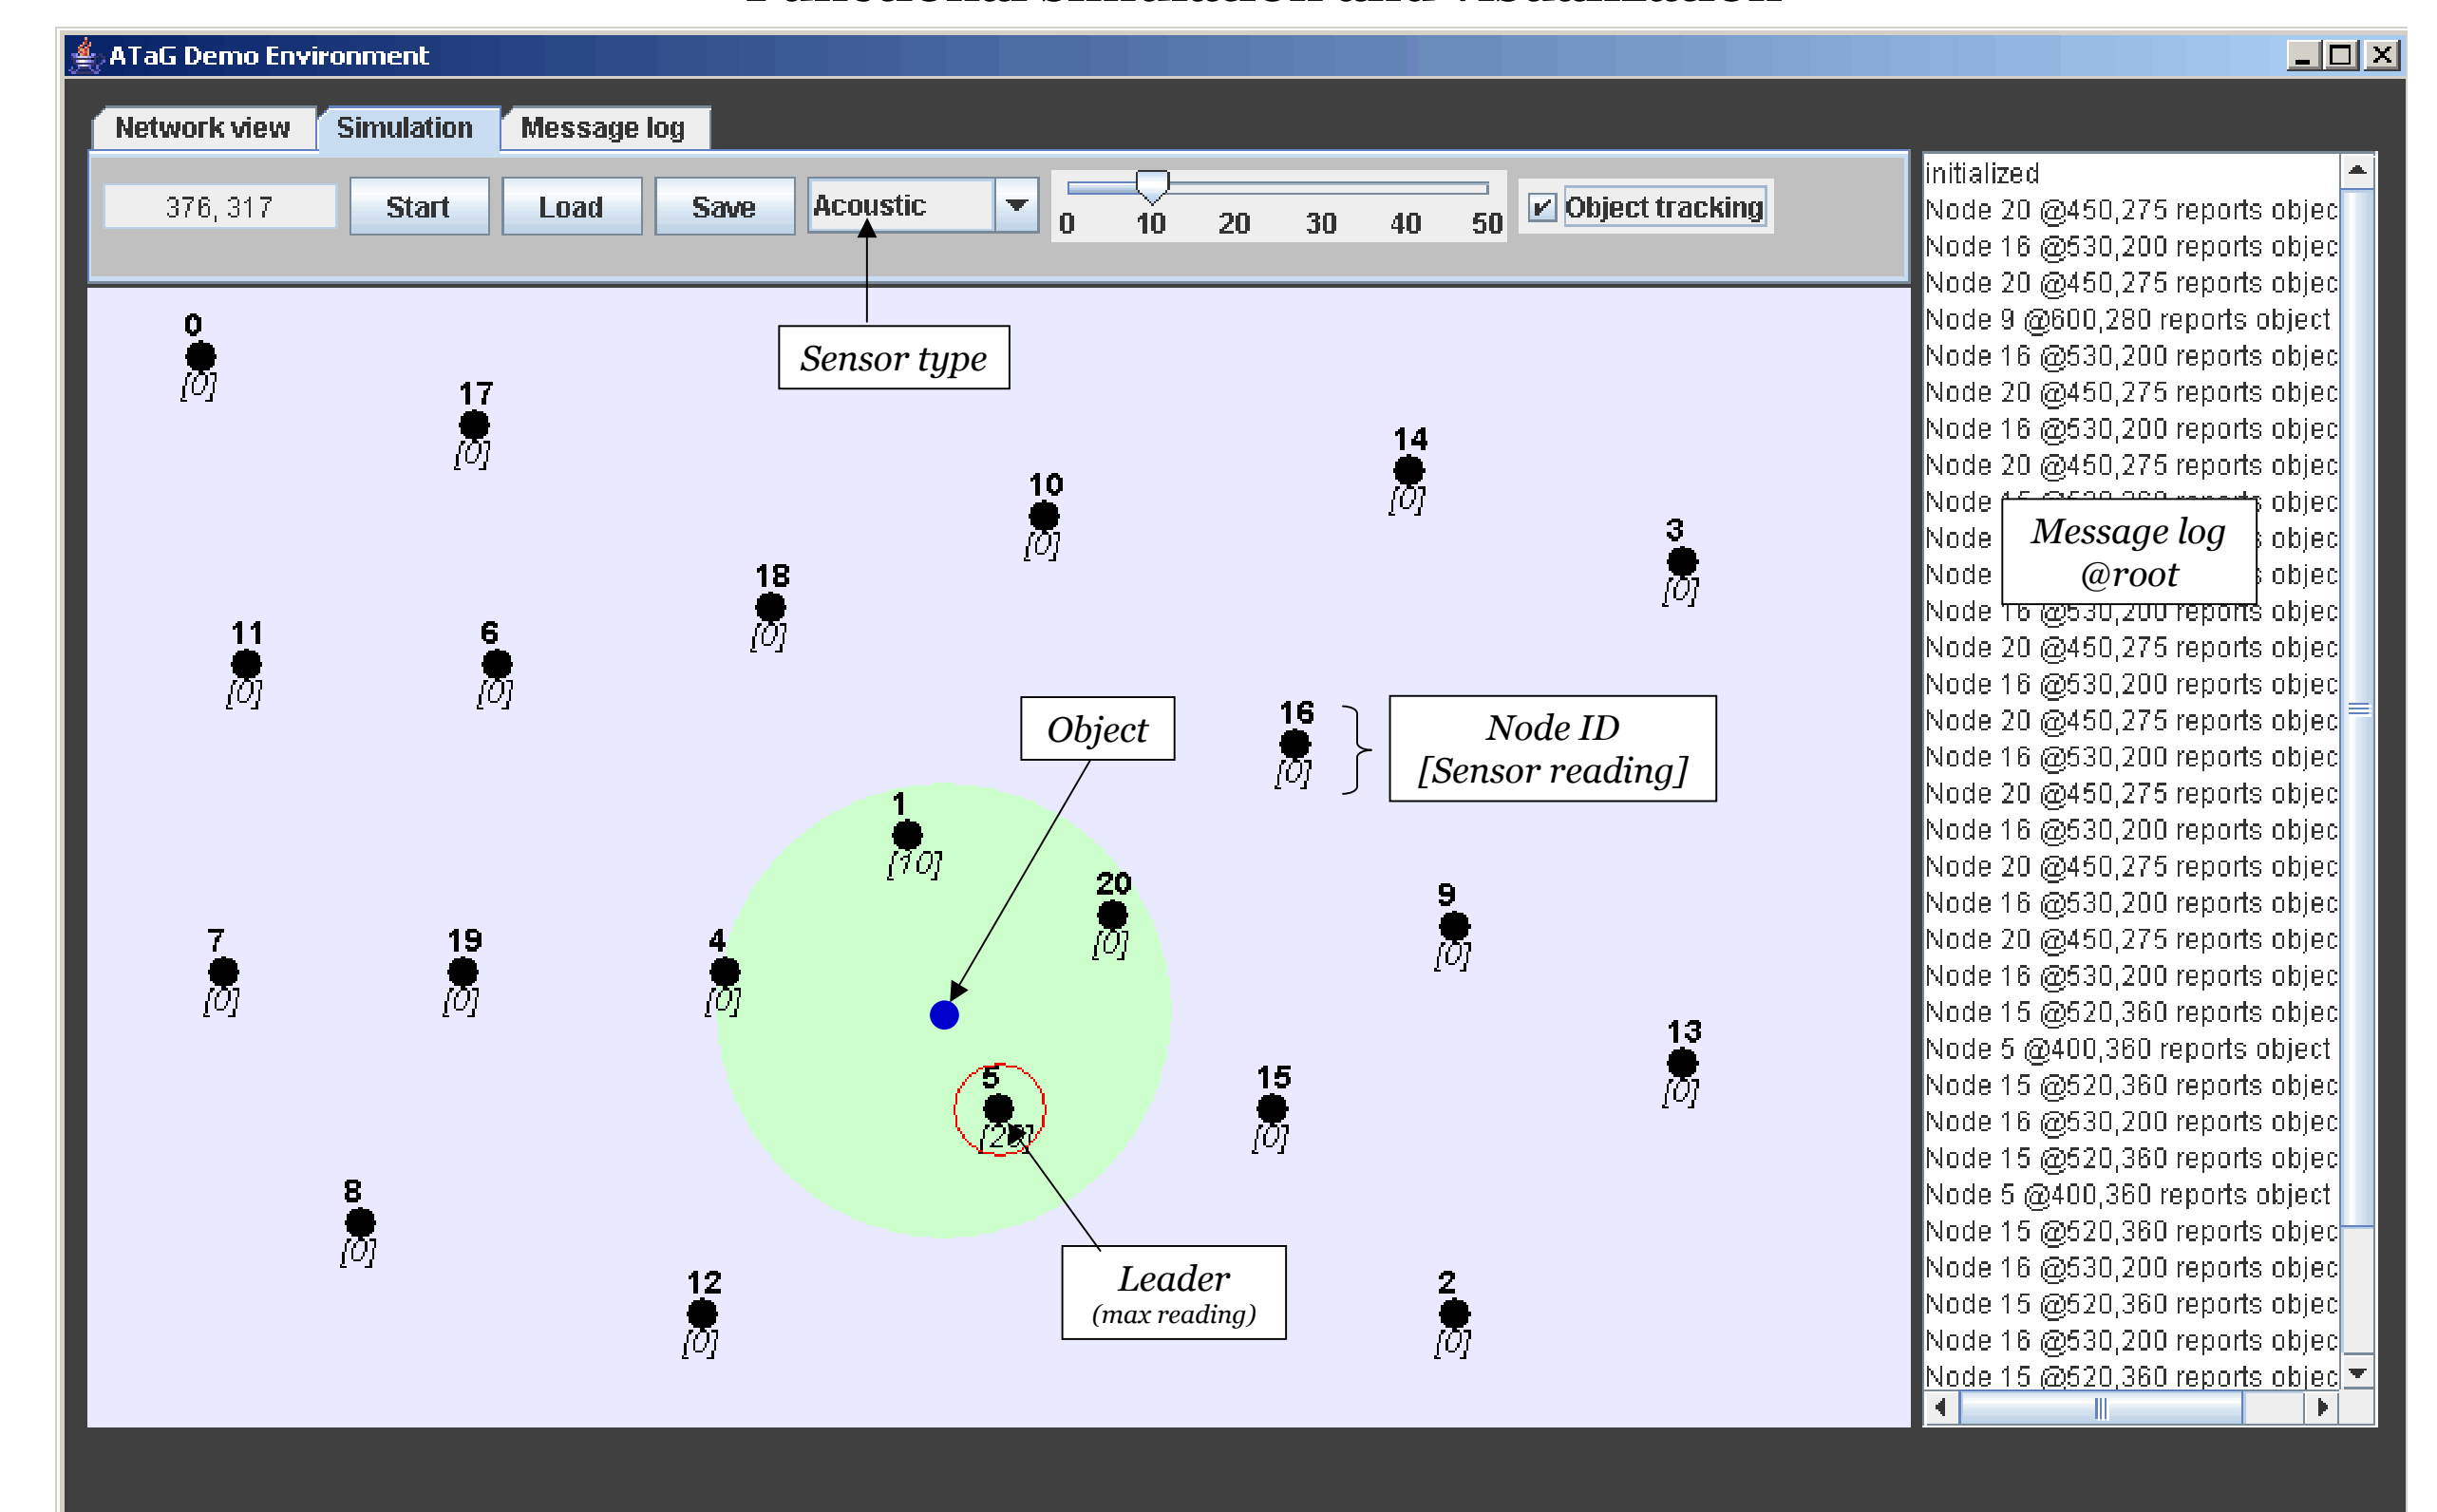 ATaG Demo Environment
Network view
Simulation
Message log
376, 317
Start
Load
Save
Acoustic
0 10 20 30 40 50
Object tracking
Sensor type
0
[0]
17
[0]
14
[0]
10
[0]
3
[0]
18
[0]
11
[0]
6
[0]
Object
16
[0]
Node ID
[Sensor reading]
1
[10]
20
[0]
9
[0]
7
[0]
19
[0]
4
[0]
13
[0]
5
15
[0]
8
[0]
Leader
(max reading)
12
[0]
2
[0]
initialized
Node 20 @450,275 reports objec
Node 16 @530,200 reports objec
Node 20 @450,275 reports objec
Node 9 @600,280 reports object
Node 16 @530,200 reports objec
Node 20 @450,275 reports objec
Node 16 @530,200 reports objec
Node 20 @450,275 reports objec
Node objec
Message log
@root
Node objec
Node objec
Node 16 @530,200 reports objec
Node 20 @450,275 reports objec
Node 16 @530,200 reports objec
Node 20 @450,275 reports objec
Node 16 @530,200 reports objec
Node 20 @450,275 reports objec
Node 16 @530,200 reports objec
Node 20 @450,275 reports objec
Node 16 @530,200 reports objec
Node 20 @450,275 reports objec
Node 16 @530,200 reports objec
Node 15 @520,360 reports objec
Node 5 @400,360 reports object
Node 15 @520,360 reports objec
Node 16 @530,200 reports objec
Node 15 @520,360 reports objec
Node 5 @400,360 reports object
Node 15 @520,360 reports objec
Node 16 @530,200 reports objec
Node 15 @520,360 reports objec
Node 16 @530,200 reports objec
Node 15 @520,360 reports objec